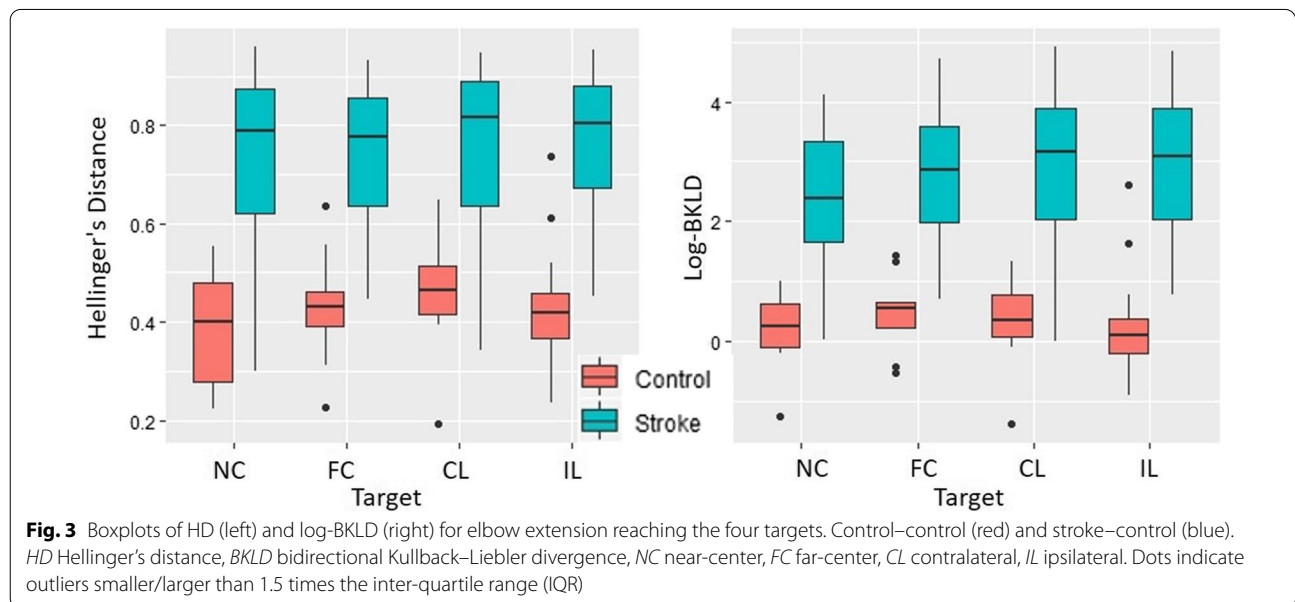 Hellinger's Distance
0.8
0.6
0.4
0.2
NC FC CL IL
Target
Control
Stroke
Log-BKLD
4
2
0
NC FC CL IL
Target
Fig. 3 Boxplots of HD (left) and log-BKLD (right) for elbow extension reaching the four targets. Control–control (red) and stroke–control (blue).
HD Hellinger's distance, BKLD bidirectional Kullback–Liebler divergence, NC near-center, FC far-center, CL contralateral, IL ipsilateral. Dots indicate
outliers smaller/larger than 1.5 times the inter-quartile range (IQR)